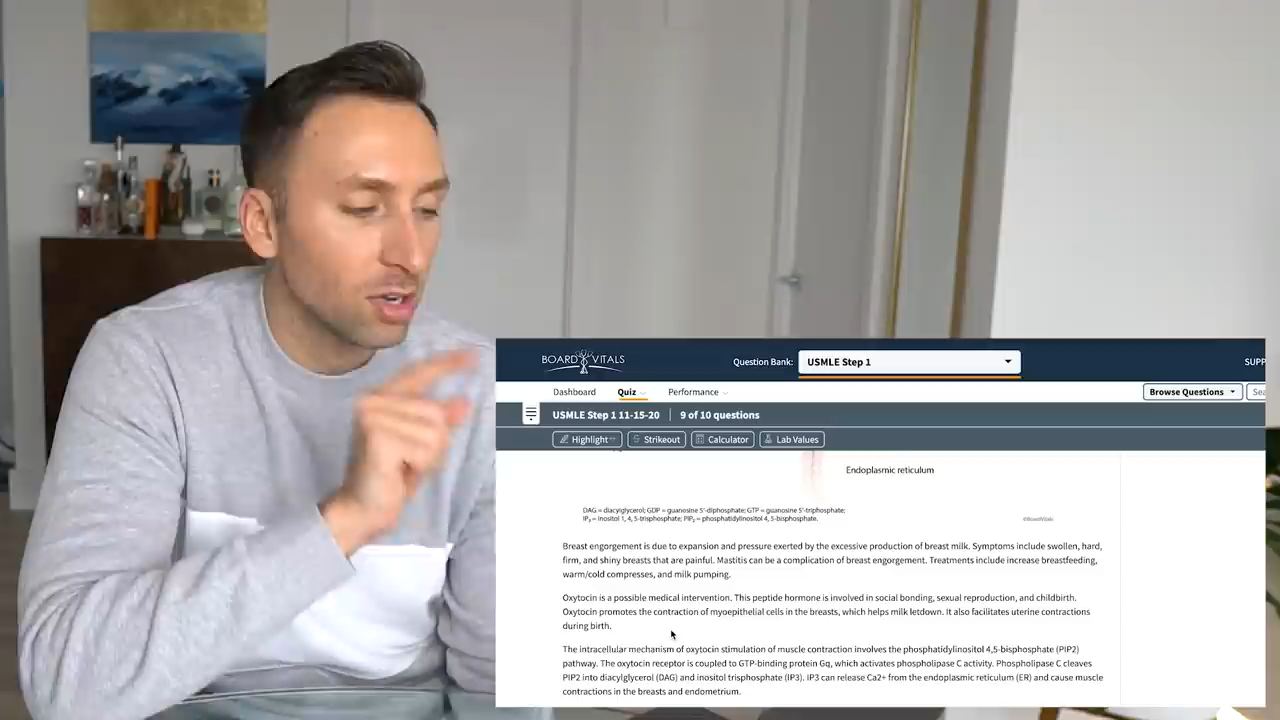 BOARD VITALS
Question Bank:
USMLE Step 1
SUPP
Dashboard
Quiz
Performance
Browse Questions
Sea
USMLE Step 1 11-15-20
9 of 10 questions
Highlight
Strikeout
Calculator
Lab Values
Endoplasmic reticulum
DAG = diacylglycerol; GDP = guanosine 5'-diphosphate; GTP = guanosine 5'-triphosphate;
IP₃ = inositol 1, 4, 5-trisphosphate; PIP₂ = phosphatidylinositol 4, 5-bisphosphate.
©BoardVitals
Breast engorgement is due to expansion and pressure exerted by the excessive production of breast milk. Symptoms include swollen, hard,
firm, and shiny breasts that are painful. Mastitis can be a complication of breast engorgement. Treatments include increase breastfeeding,
warm/cold compresses, and milk pumping.
Oxytocin is a possible medical intervention. This peptide hormone is involved in social bonding, sexual reproduction, and childbirth.
Oxytocin promotes the contraction of myoepithelial cells in the breasts, which helps milk letdown. It also facilitates uterine contractions
during birth.
The intracellular mechanism of oxytocin stimulation of muscle contraction involves the phosphatidylinositol 4,5-bisphosphate (PIP2)
pathway. The oxytocin receptor is coupled to GTP-binding protein Gq, which activates phospholipase C activity. Phospholipase C cleaves
PIP2 into diacylglycerol (DAG) and inositol trisphosphate (IP3). IP3 can release Ca2+ from the endoplasmic reticulum (ER) and cause muscle
contractions in the breasts and endometrium.